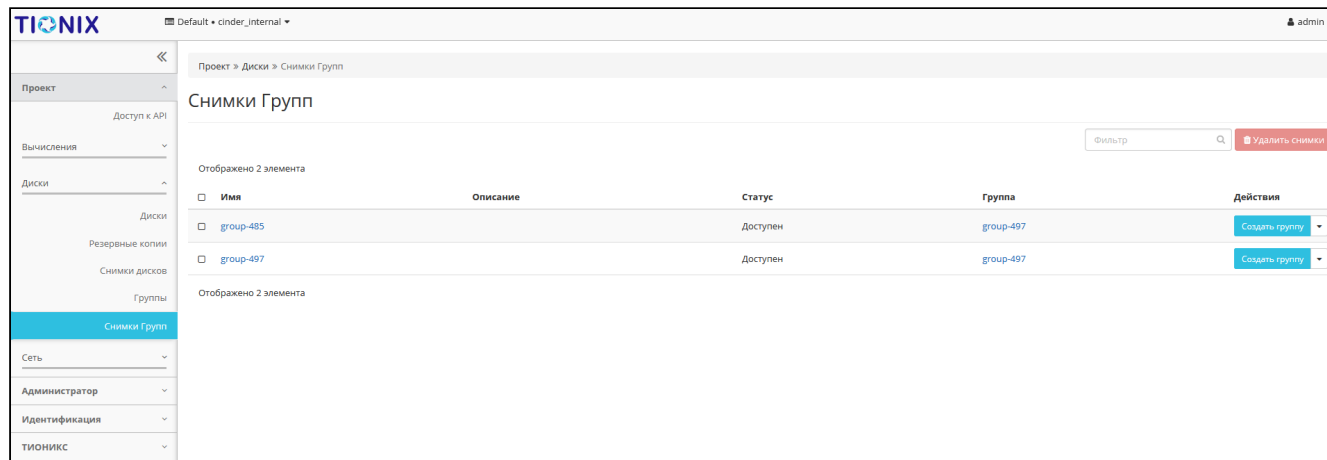 TIONIX
Default • cinder_internal
admin
Проект » Диски » Снимки Групп
Проект
Доступ к API
Вычисления
Диски
Диски
Резервные копии
Снимки дисков
Группы
Снимки Групп
Сеть
Администратор
Идентификация
ТИОНИКС
Снимки Групп
Фильтр
Удалить снимки
Отображено 2 элемента
Имя Описание Статус Группа Действия
group-485 Доступен group-497 Создать группу
group-497 Доступен group-497 Создать группу
Отображено 2 элемента